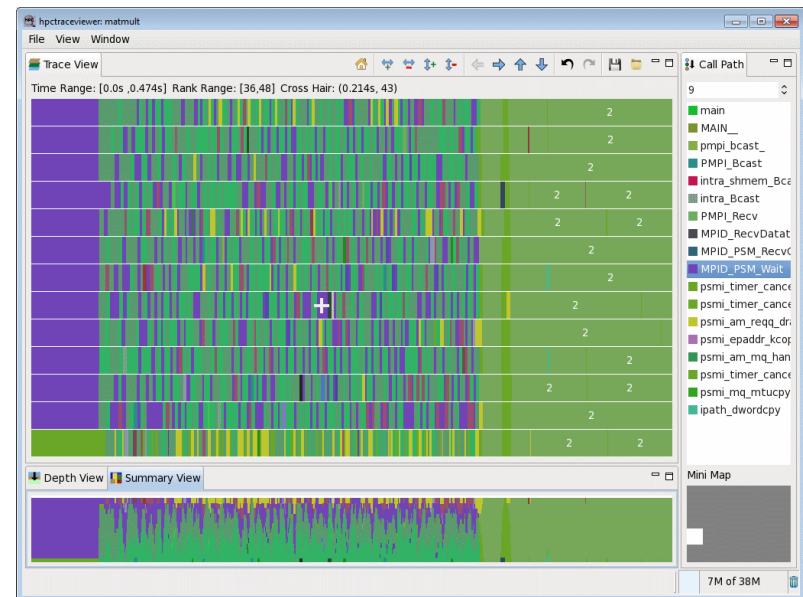 hpctraceviewer: matmult
File View Window
Trace View
Time Range: [0.0s ,0.474s] Rank Range: [36,48] Cross Hair: (0.214s, 43)
2
2
2
2 2
2 2
2
2
2
2
2
2 2
2
2 2
Call Path
9
main
MAIN__
pmpi_bcast_
PMPI_Bcast
intra_shmem_Bca
intra_Bcast
PMPI_Recv
MPID_RecvDatat
MPID_PSM_RecvC
MPID_PSM_Wait
psmi_timer_cance
psmi_timer_cance
psmi_am_reqq_dra
psmi_epaddr_kcop
psmi_am_mq_han
psmi_timer_cance
psmi_mq_mtucpy
ipath_dwordcpy
Depth View Summary View
Mini Map
7M of 38M